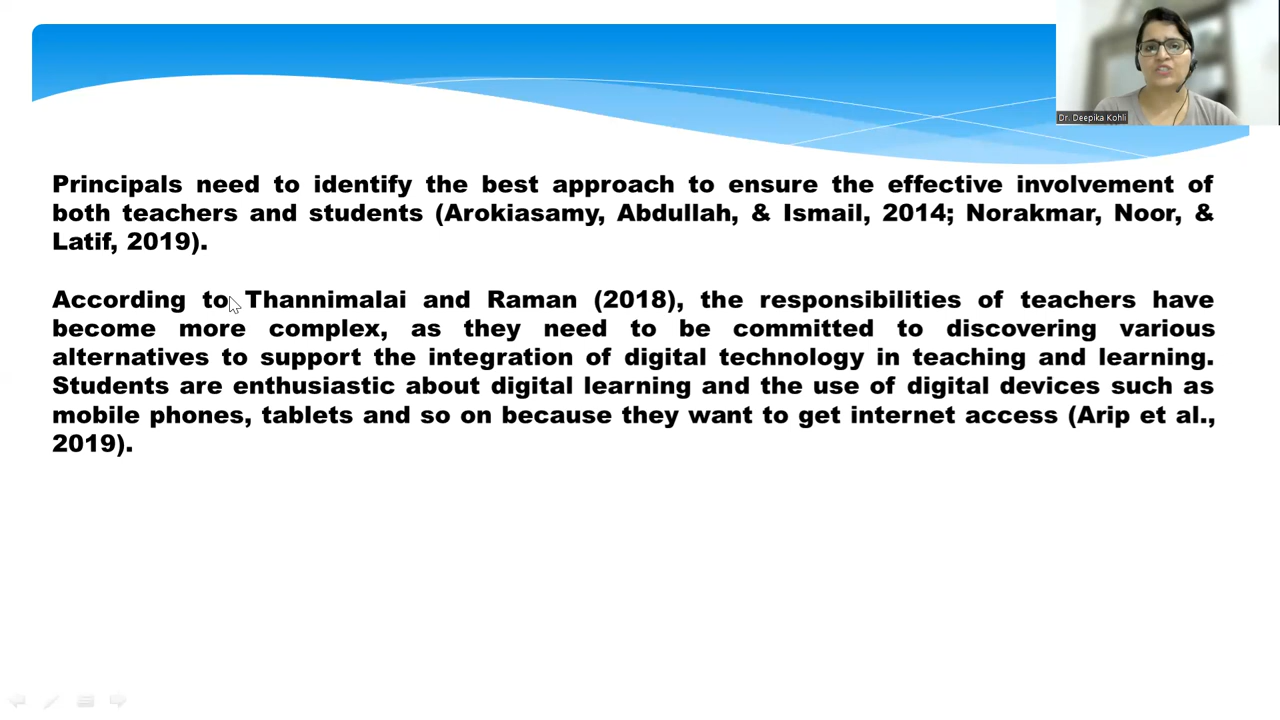 Dr. Deepika Kohli
Principals need to identify the best approach to ensure the effective involvement of
both teachers and students (Arokiasamy, Abdullah, & Ismail, 2014; Norakmar, Noor, &
Latif, 2019).
According to Thannimalai and Raman (2018), the responsibilities of teachers have
become more complex, as they need to be committed to discovering various
alternatives to support the integration of digital technology in teaching and learning.
Students are enthusiastic about digital learning and the use of digital devices such as
mobile phones, tablets and so on because they want to get internet access (Arip et al.,
2019).